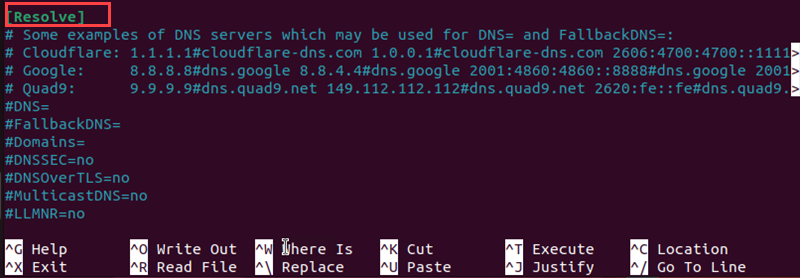 [Resolve]
# Some examples of DNS servers which may be used for DNS= and FallbackDNS=:
# Cloudflare: 1.1.1.1#cloudflare-dns.com 1.0.0.1#cloudflare-dns.com 2606:4700:4700::1111>
# Google:     8.8.8.8#dns.google 8.8.4.4#dns.google 2001:4860:4860::8888#dns.google 2001>
# Quad9:      9.9.9.9#dns.quad9.net 149.112.112.112#dns.quad9.net 2620:fe::fe#dns.quad9.>
#DNS=
#FallbackDNS=
#Domains=
#DNSSEC=no
#DNSOverTLS=no
#MulticastDNS=no
#LLMNR=no
^G Help ^O Write Out ^W Where Is ^K Cut ^T Execute ^C Location
^X Exit ^R Read File ^\ Replace ^U Paste ^J Justify ^/ Go To Line